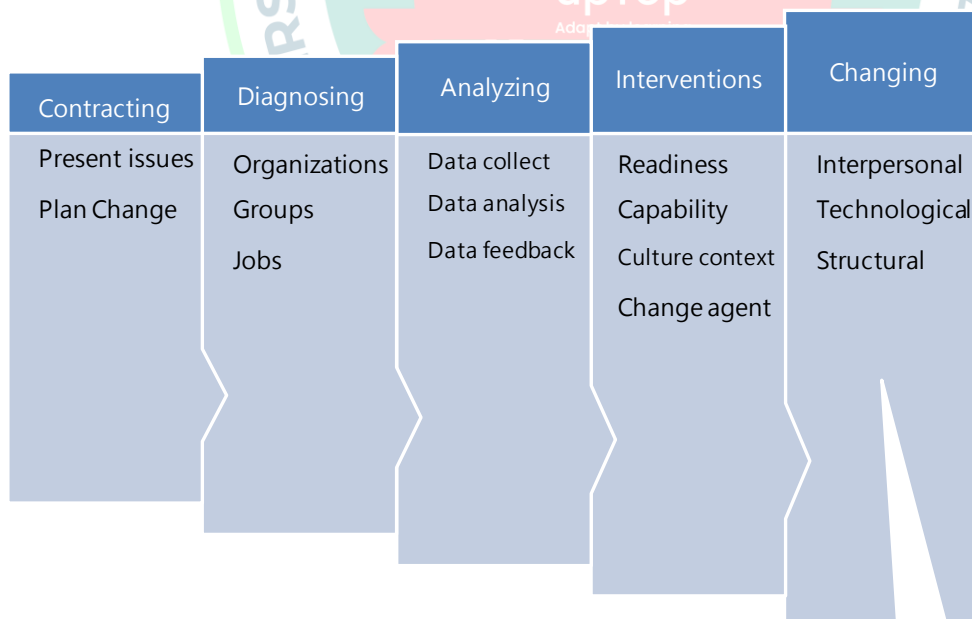 Contracting
Present issues
Plan Change
Diagnosing
Organizations
Groups
Jobs
Analyzing
Data collect
Data analysis
Data feedback
Interventions
Readiness
Capability
Culture context
Change agent
Changing
Interpersonal
Technological
Structural